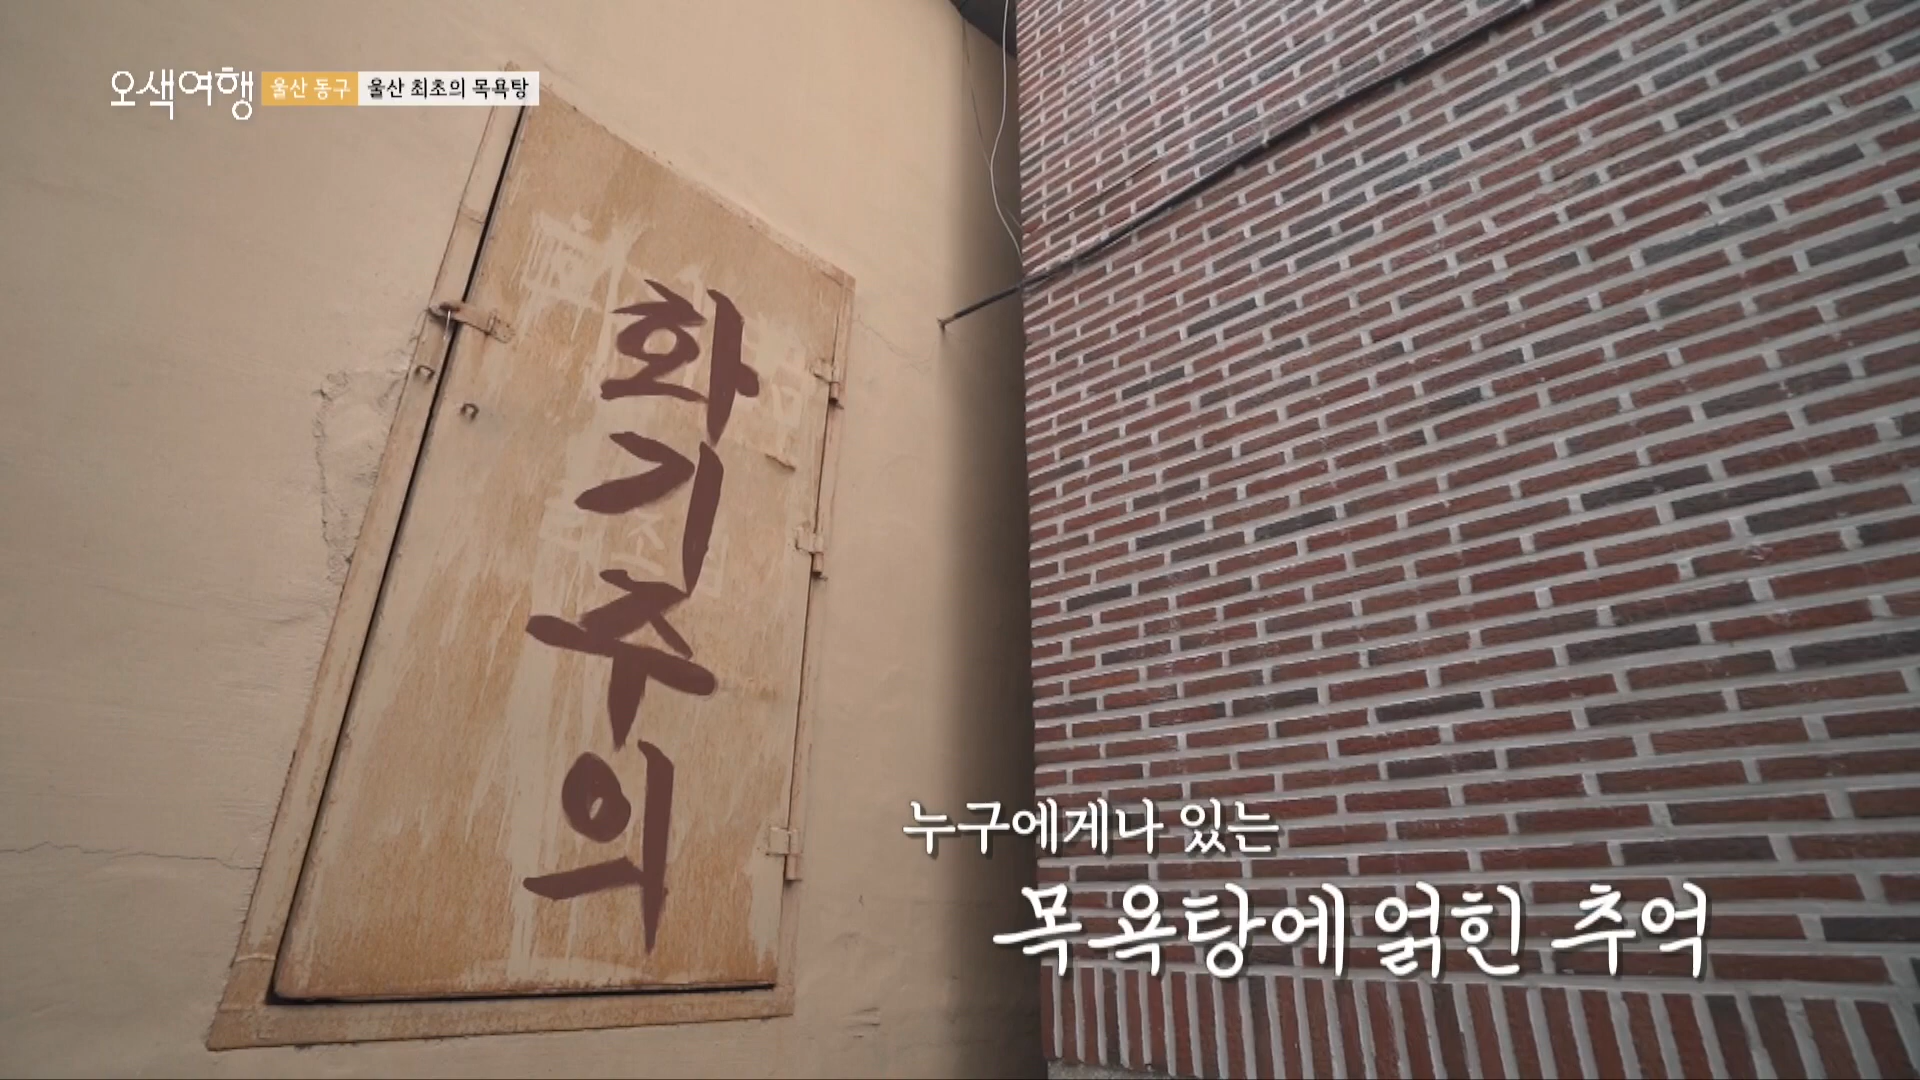 오색여행 울산 동구 울산 최초의 목욕탕
화기주의
누구에게나 있는
목욕탕에 얽힌 추억